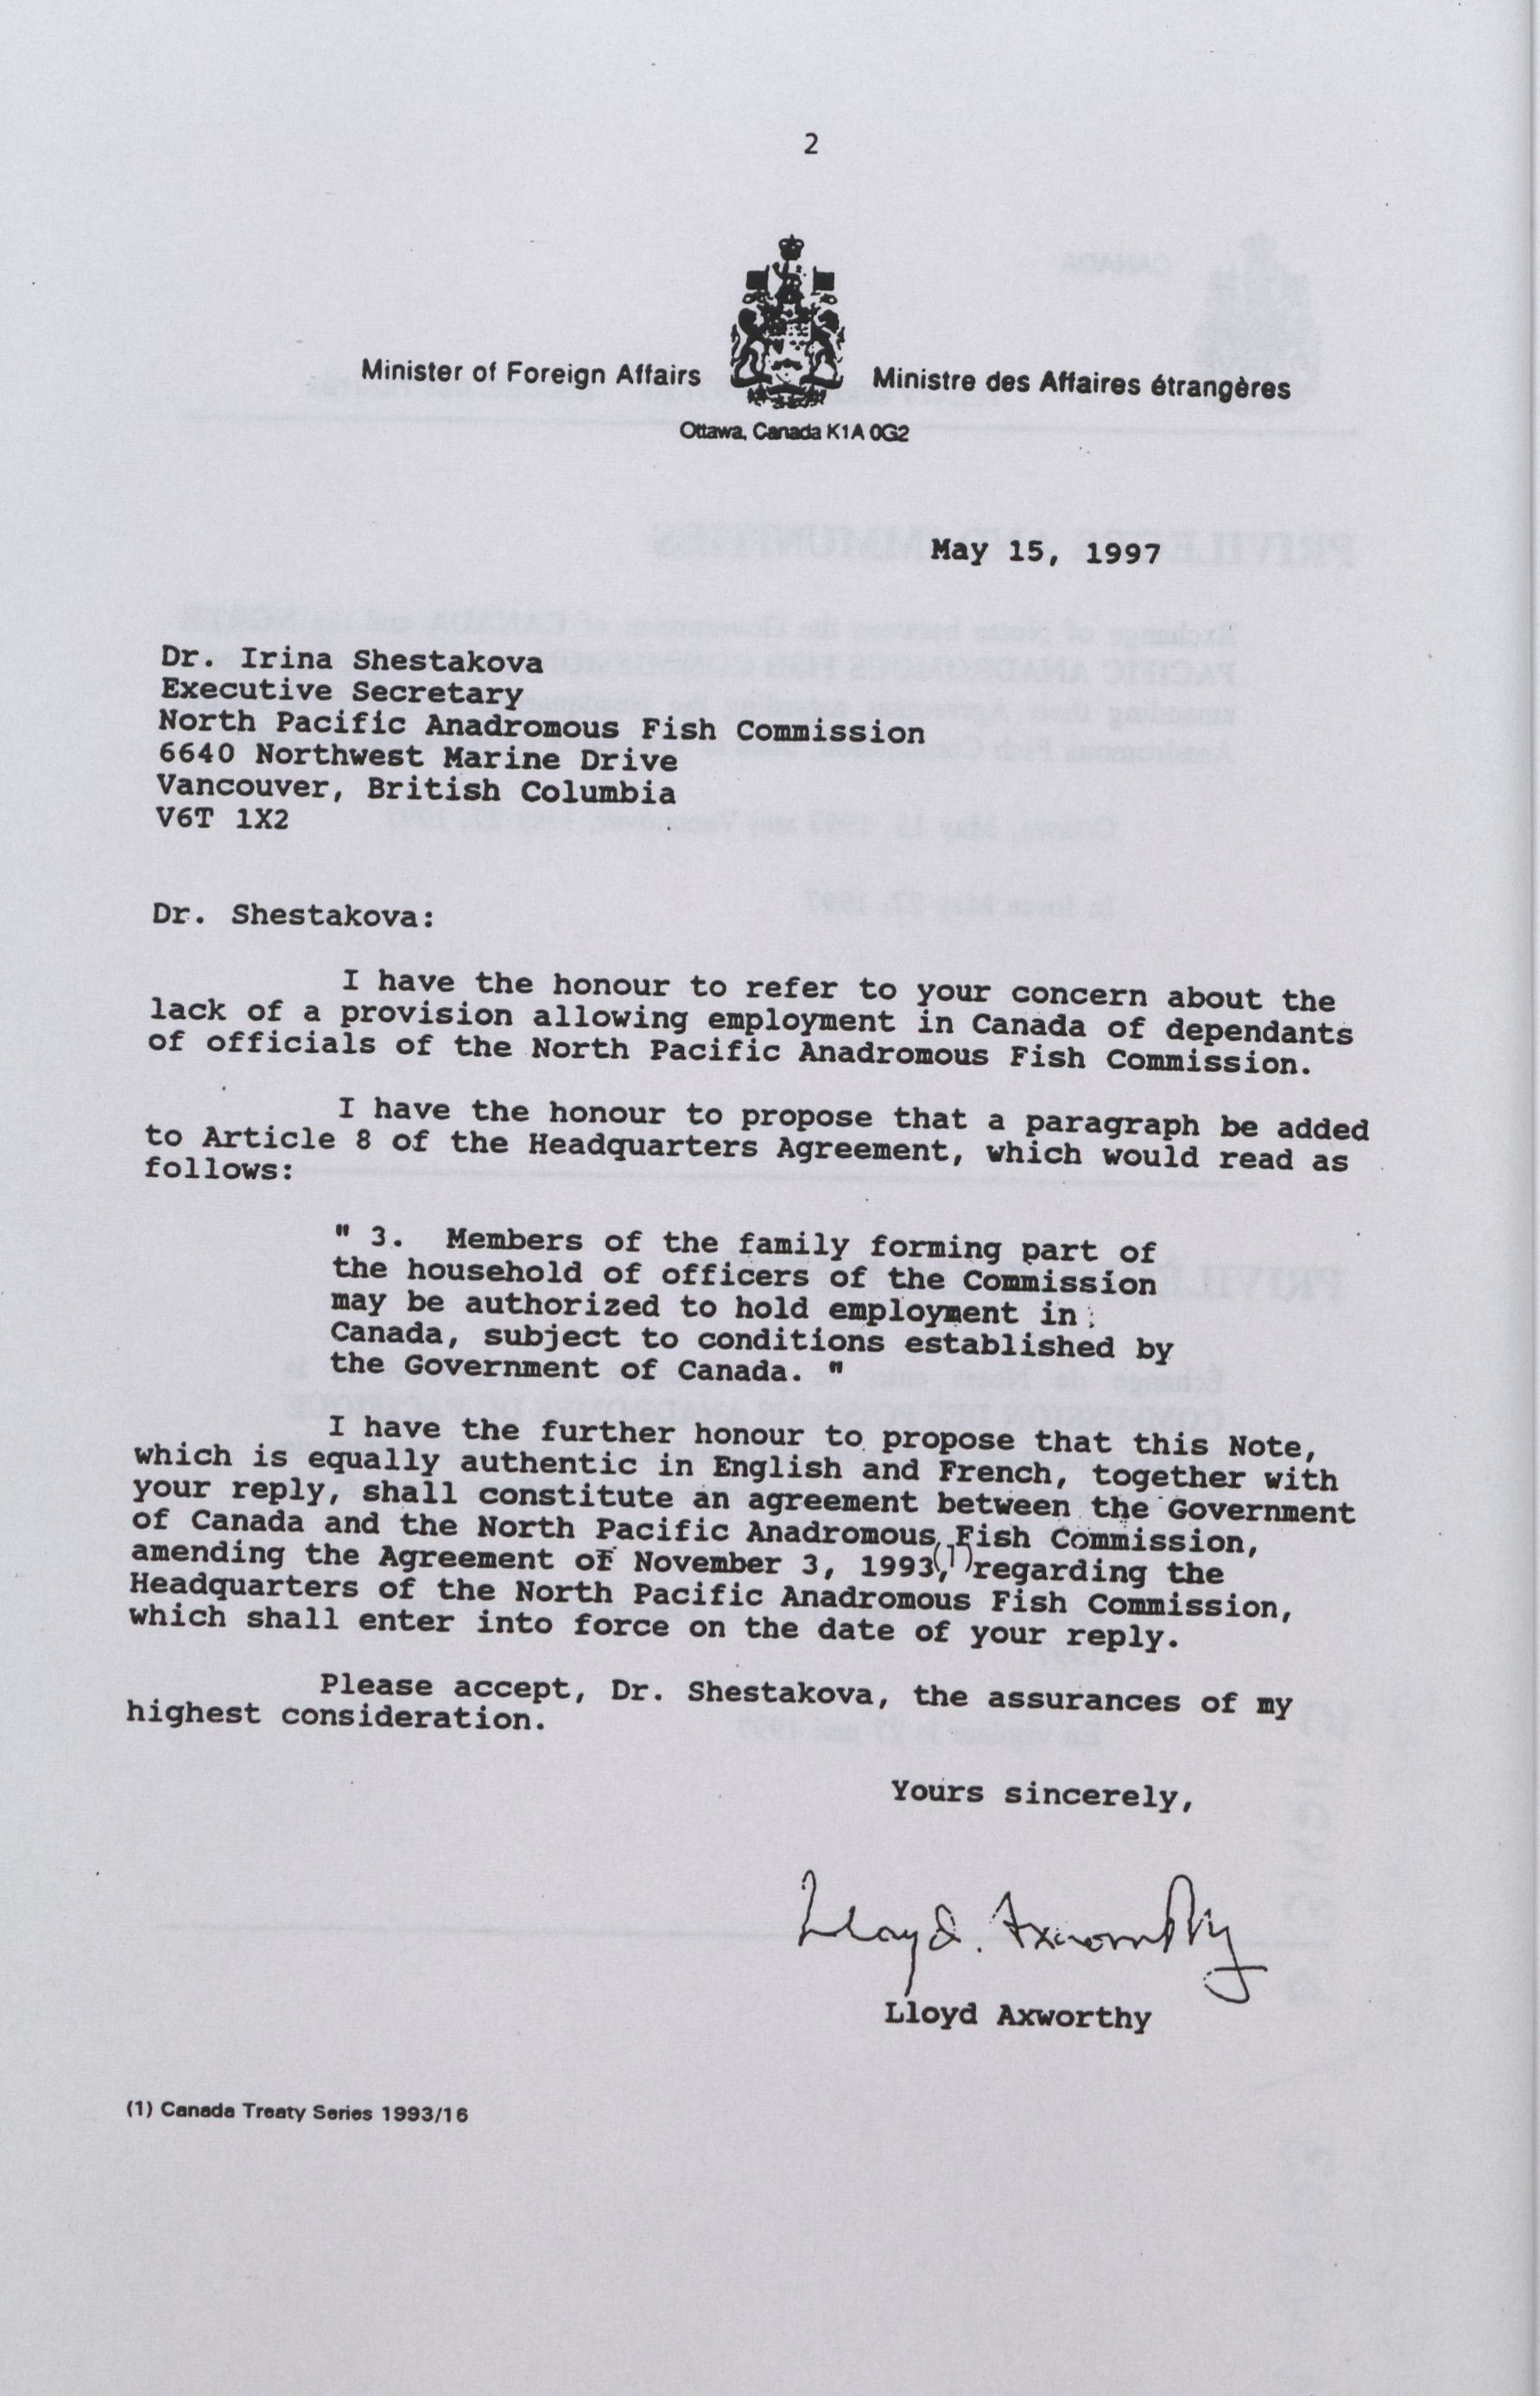 2
Minister of Foreign Affairs
Ministre des Affaires étrangères
Ottawa, Canada K1A 0G2
May 15, 1997
Dr. Irina Shestakova
Executive Secretary
North Pacific Anadromous Fish Commission
6640 Northwest Marine Drive
Vancouver, British Columbia
V6T 1X2
Dr. Shestakova:
I have the honour to refer to your concern about the
lack of a provision allowing employment in Canada of dependants
of officials of the North Pacific Anadromous Fish Commission.
I have the honour to propose that a paragraph be added
to Article 8 of the Headquarters Agreement, which would read as
follows:
" 3. Members of the family forming part of
the household of officers of the Commission
may be authorized to hold employment in
Canada, subject to conditions established by
the Government of Canada. "
I have the further honour to propose that this Note,
which is equally authentic in English and French, together with
your reply, shall constitute an agreement between the Government
of Canada and the North Pacific Anadromous Fish Commission,
amending the Agreement of November 3, 1993,(1) regarding the
Headquarters of the North Pacific Anadromous Fish Commission,
which shall enter into force on the date of your reply.
Please accept, Dr. Shestakova, the assurances of my
highest consideration.
Yours sincerely,
Lloyd Axworthy
Lloyd Axworthy
(1) Canada Treaty Series 1993/16